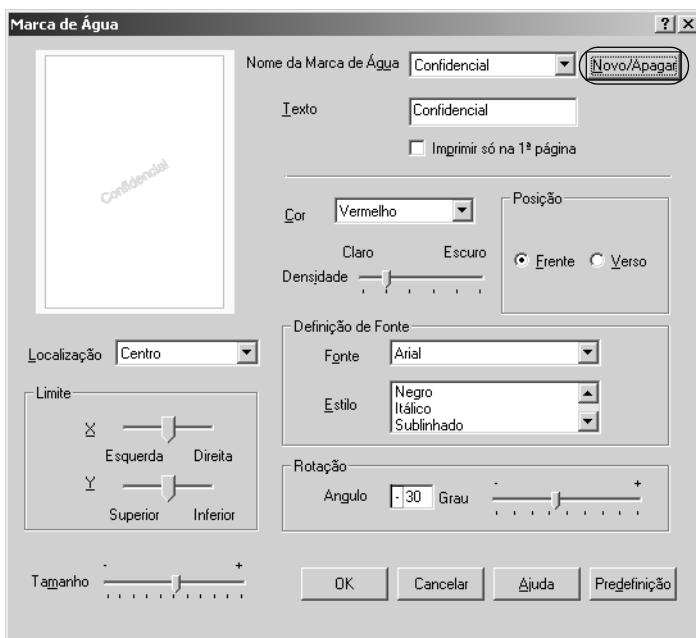 Marca de Água
? ×
Confidencial
Nome da Marca de Água Confidencial Novo/Apagar
Texto Confidencial
Imprimir só na 1ª página
Cor Vermelho
Claro Escuro
Densidade
Posição
Frente Verso
Localização Centro
Definição de Fonte
Fonte Arial
Estilo Negro
Itálico
Sublinhado
Limite
X
Esquerda Direita
Y
Superior Inferior
Rotação
Angulo -30 Grau - +
Tamanho - +
OK Cancelar Ajuda Predefinição